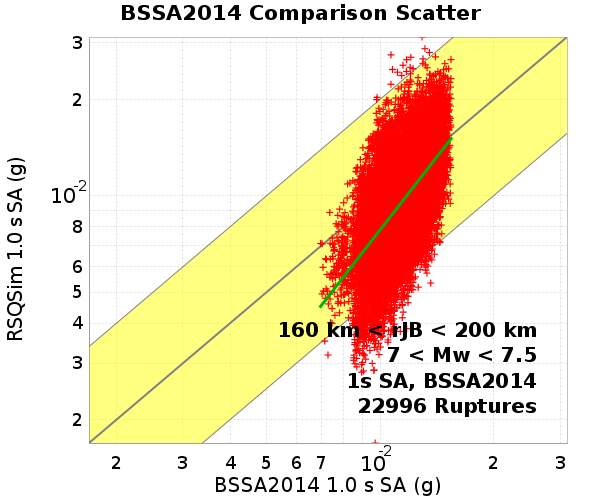 BSSA2014 Comparison Scatter
RSQSim 1.0 s SA (g)
3
2
10-2
8
6
5
4
3
2
160 km < rJB < 200 km
7 < Mw < 7.5
1s SA, BSSA2014
22996 Ruptures
2 3 4 5 6 7 10-2 2 3
BSSA2014 1.0 s SA (g)